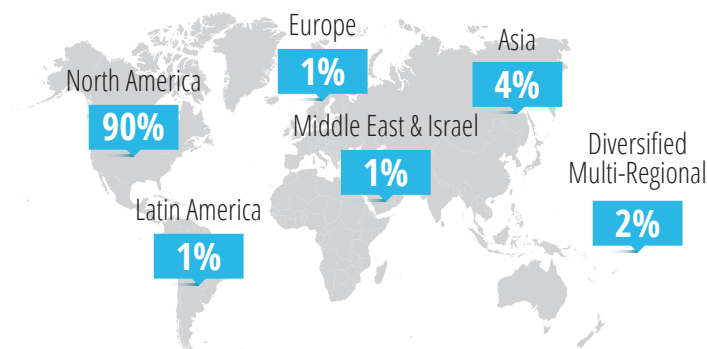 Europe
1%
Asia
4%
North America
90%
Middle East & Israel
1%
Diversified
Multi-Regional
2%
Latin America
1%